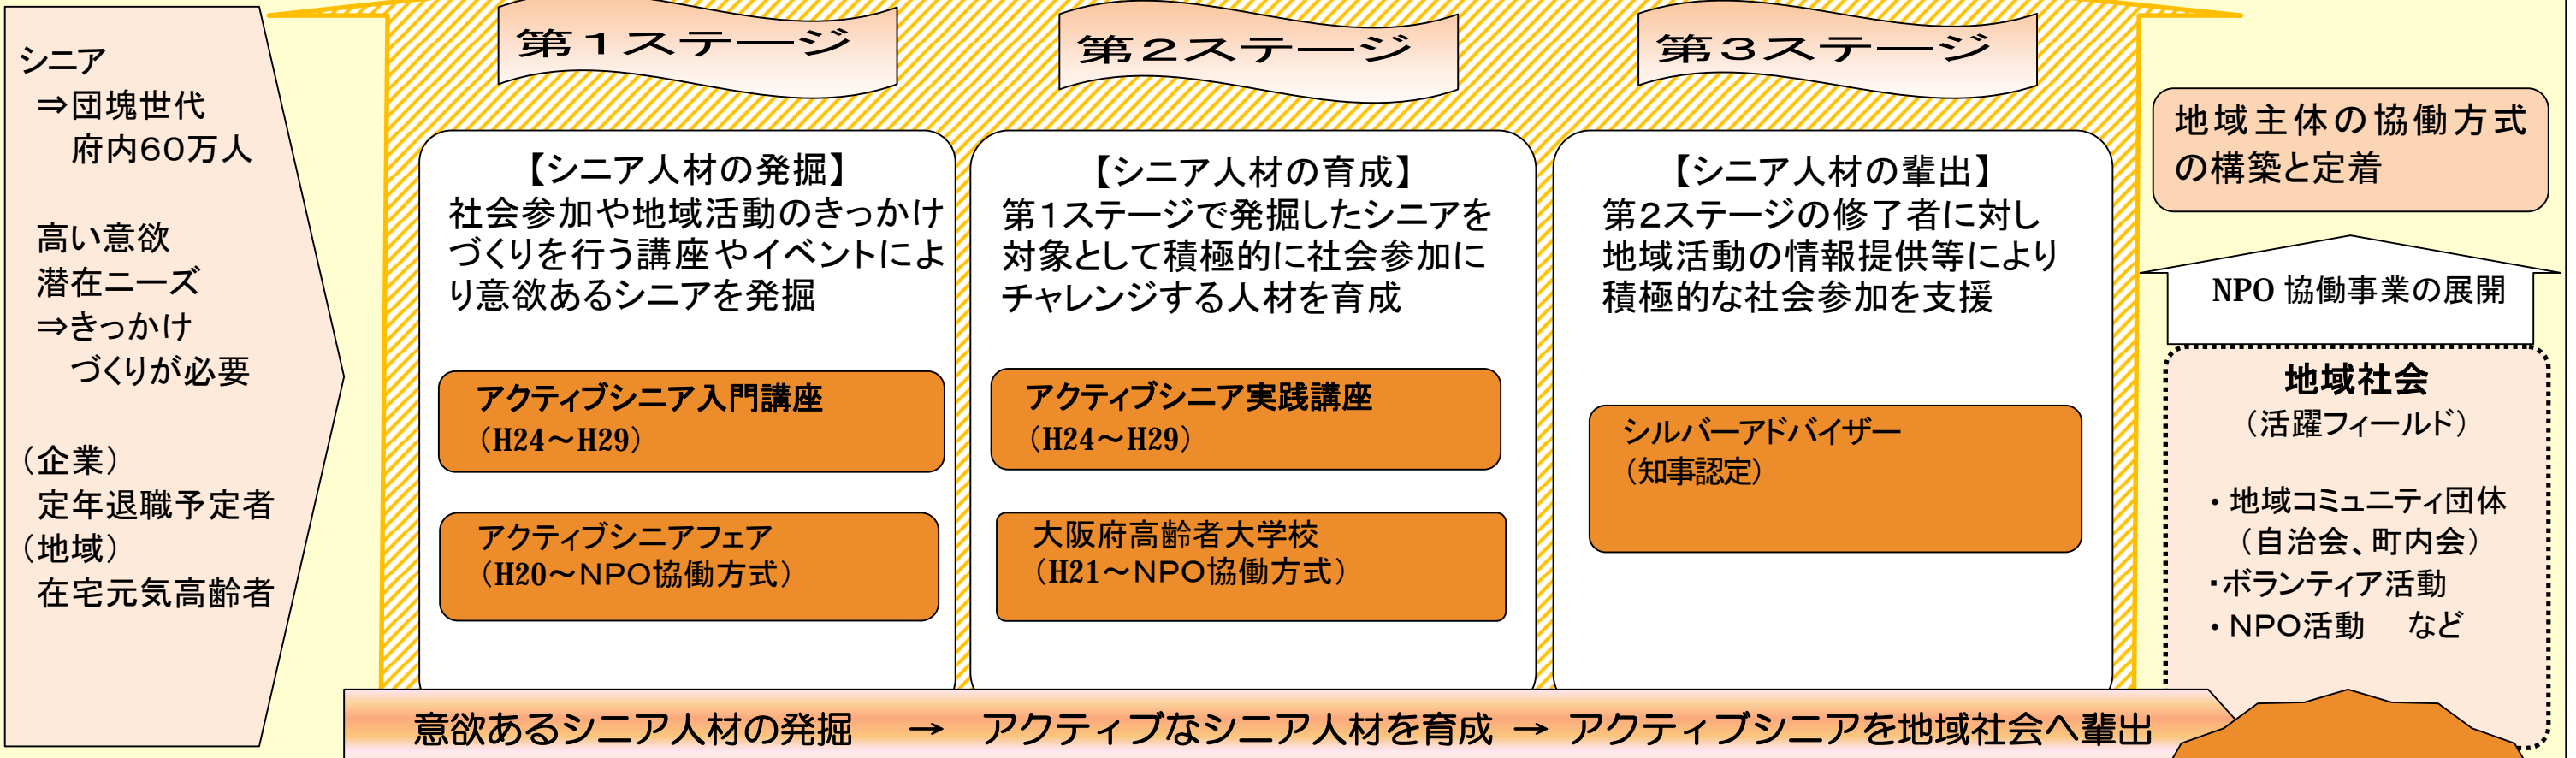 シニア
⇒団塊世代
府内60万人
高い意欲
潜在ニーズ
⇒きっかけ
づくりが必要
（企業）
定年退職予定者
（地域）
在宅元気高齢者
第1ステージ
【シニア人材の発掘】
社会参加や地域活動のきっかけ
づくりを行う講座やイベントによ
り意欲あるシニアを発掘
アクティブシニア入門講座
（H24～H29）
アクティブシニアフェア
（H20～NPO協働方式）
第2ステージ
【シニア人材の育成】
第1ステージで発掘したシニアを
対象として積極的に社会参加に
チャレンジする人材を育成
アクティブシニア実践講座
（H24～H29）
大阪府高齢者大学校
（H21～NPO協働方式）
第3ステージ
【シニア人材の輩出】
第2ステージの修了者に対し
地域活動の情報提供等により
積極的な社会参加を支援
シルバーアドバイザー
（知事認定）
地域主体の協働方式
の構築と定着
NPO 協働事業の展開
地域社会
（活躍フィールド）
・地域コミュニティ団体
（自治会、町内会）
・ボランティア活動
・NPO活動　など
意欲あるシニア人材の発掘　→　アクティブなシニア人材を育成 → アクティブシニアを地域社会へ輩出